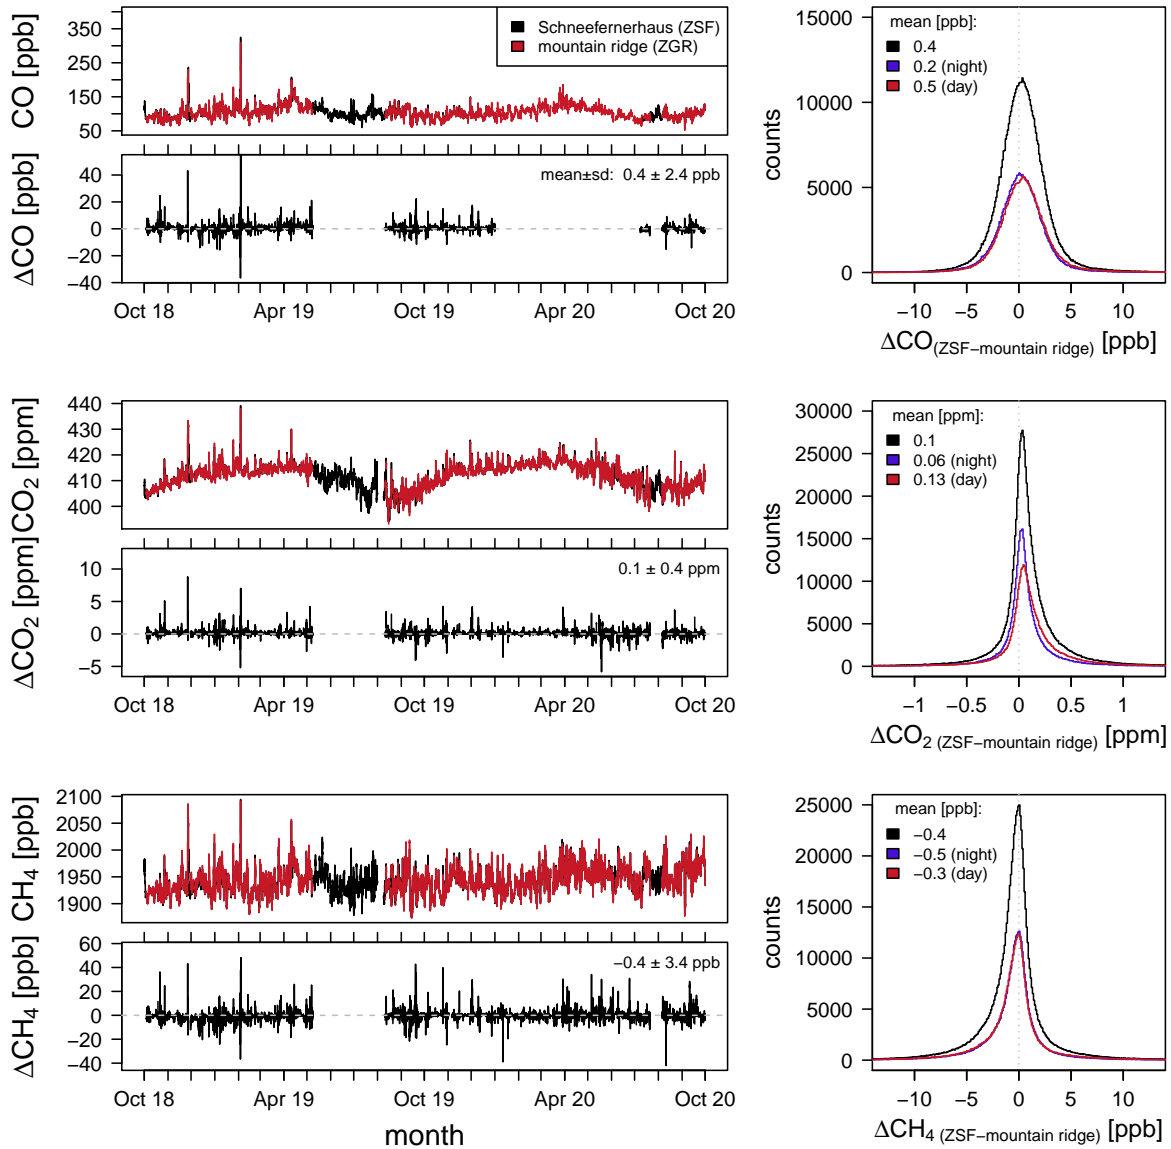 CO [ppb]
350
250
150
50
Schneefernerhaus (ZSF)
mountain ridge (ZGR)
ΔCO [ppb]
40
20
0
−20
−40
mean±sd: 0.4 ± 2.4 ppb
Oct 18 Apr 19 Oct 19 Apr 20 Oct 20
counts
15000
10000
5000
0
mean [ppb]:
0.4
0.2 (night)
0.5 (day)
−10 −5 0 5 10
ΔCO(ZSF−mountain ridge) [ppb]
CO2 [ppm]
440
430
420
410
400
ΔCO2 [ppm]
10
5
0
−5
0.1 ± 0.4 ppm
Oct 18 Apr 19 Oct 19 Apr 20 Oct 20
counts
30000
25000
20000
15000
10000
5000
0
mean [ppm]:
0.1
0.06 (night)
0.13 (day)
−1 −0.5 0 0.5 1
ΔCO2 (ZSF−mountain ridge) [ppm]
CH4 [ppb]
2100
2050
2000
1950
1900
ΔCH4 [ppb]
60
40
20
0
−20
−40
−0.4 ± 3.4 ppb
Oct 18 Apr 19 Oct 19 Apr 20 Oct 20
month
counts
25000
20000
15000
10000
5000
0
mean [ppb]:
−0.4
−0.5 (night)
−0.3 (day)
−10 −5 0 5 10
ΔCH4 (ZSF−mountain ridge) [ppb]